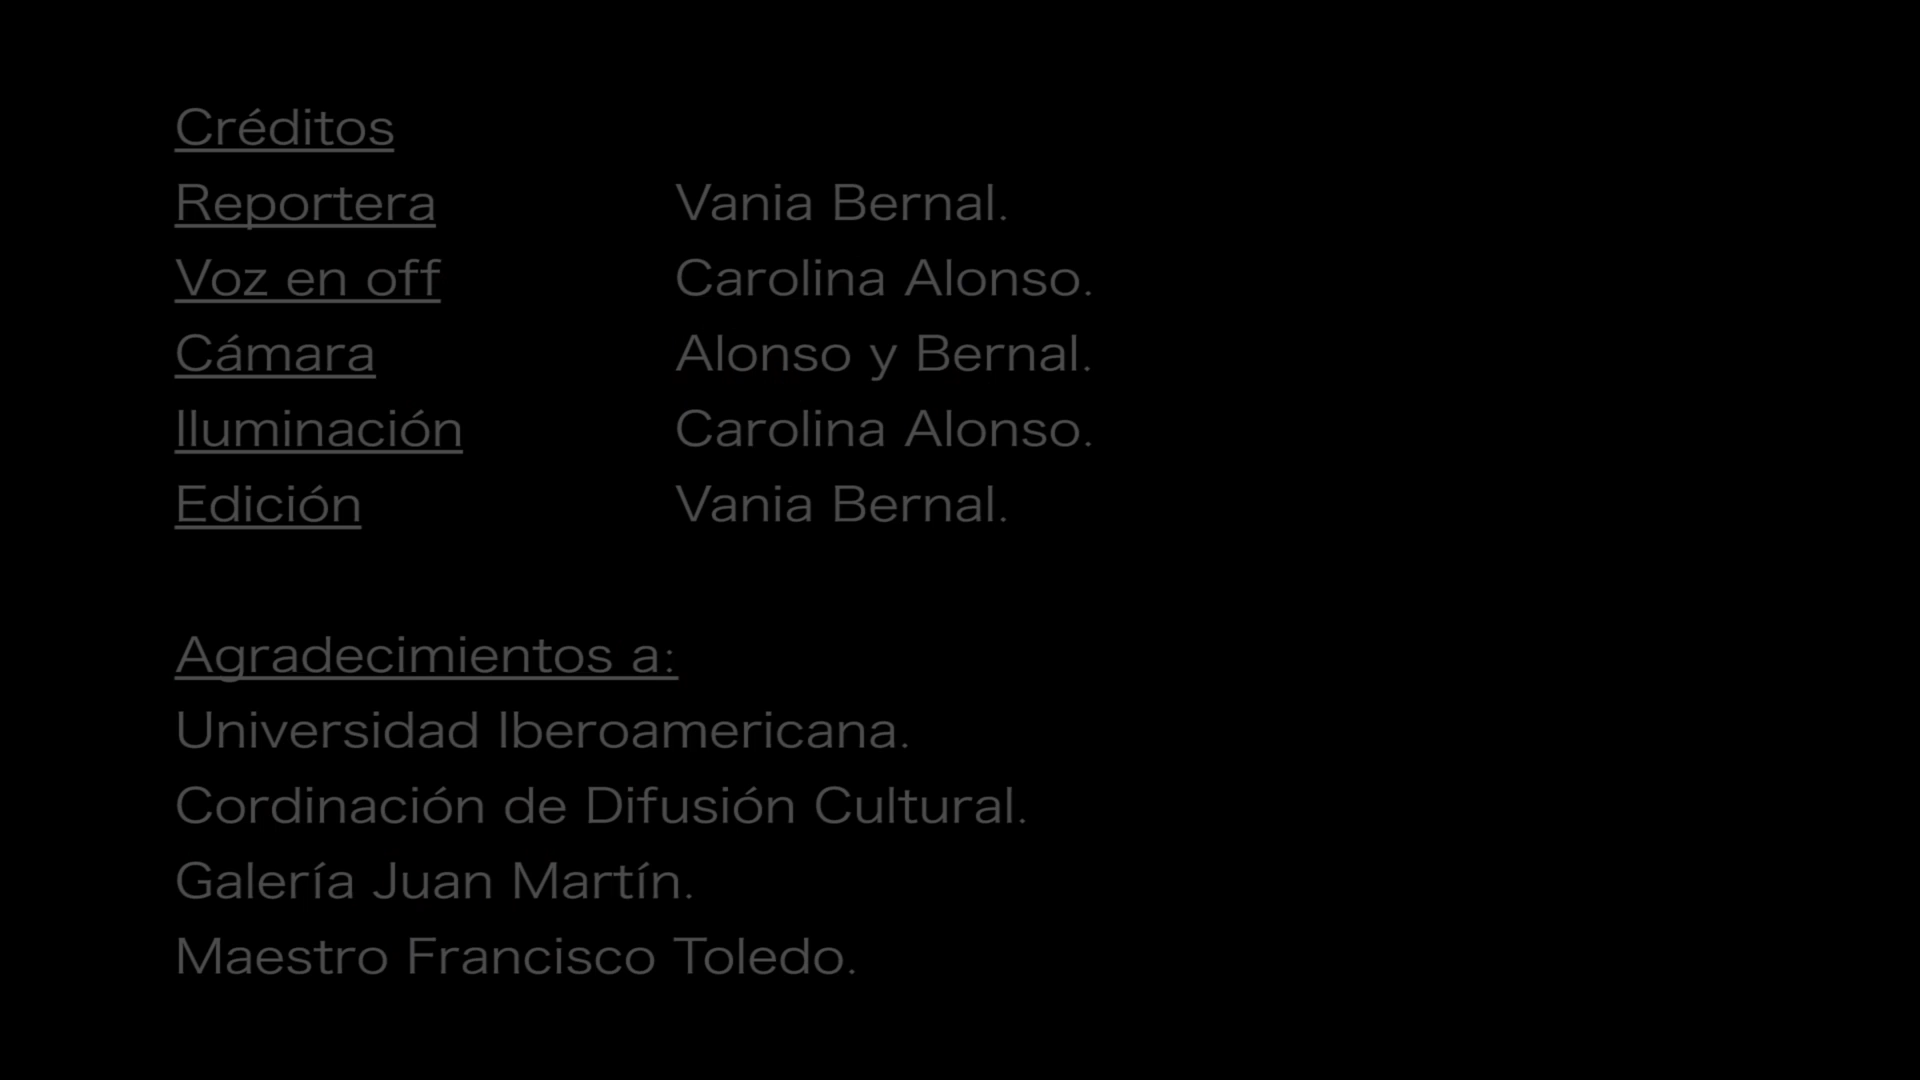 Créditos
Reportera Vania Bernal.
Voz en off Carolina Alonso.
Cámara Alonso y Bernal.
Iluminación Carolina Alonso.
Edición Vania Bernal.
Agradecimientos a:
Universidad Iberoamericana.
Cordinación de Difusión Cultural.
Galería Juan Martín.
Maestro Francisco Toledo.